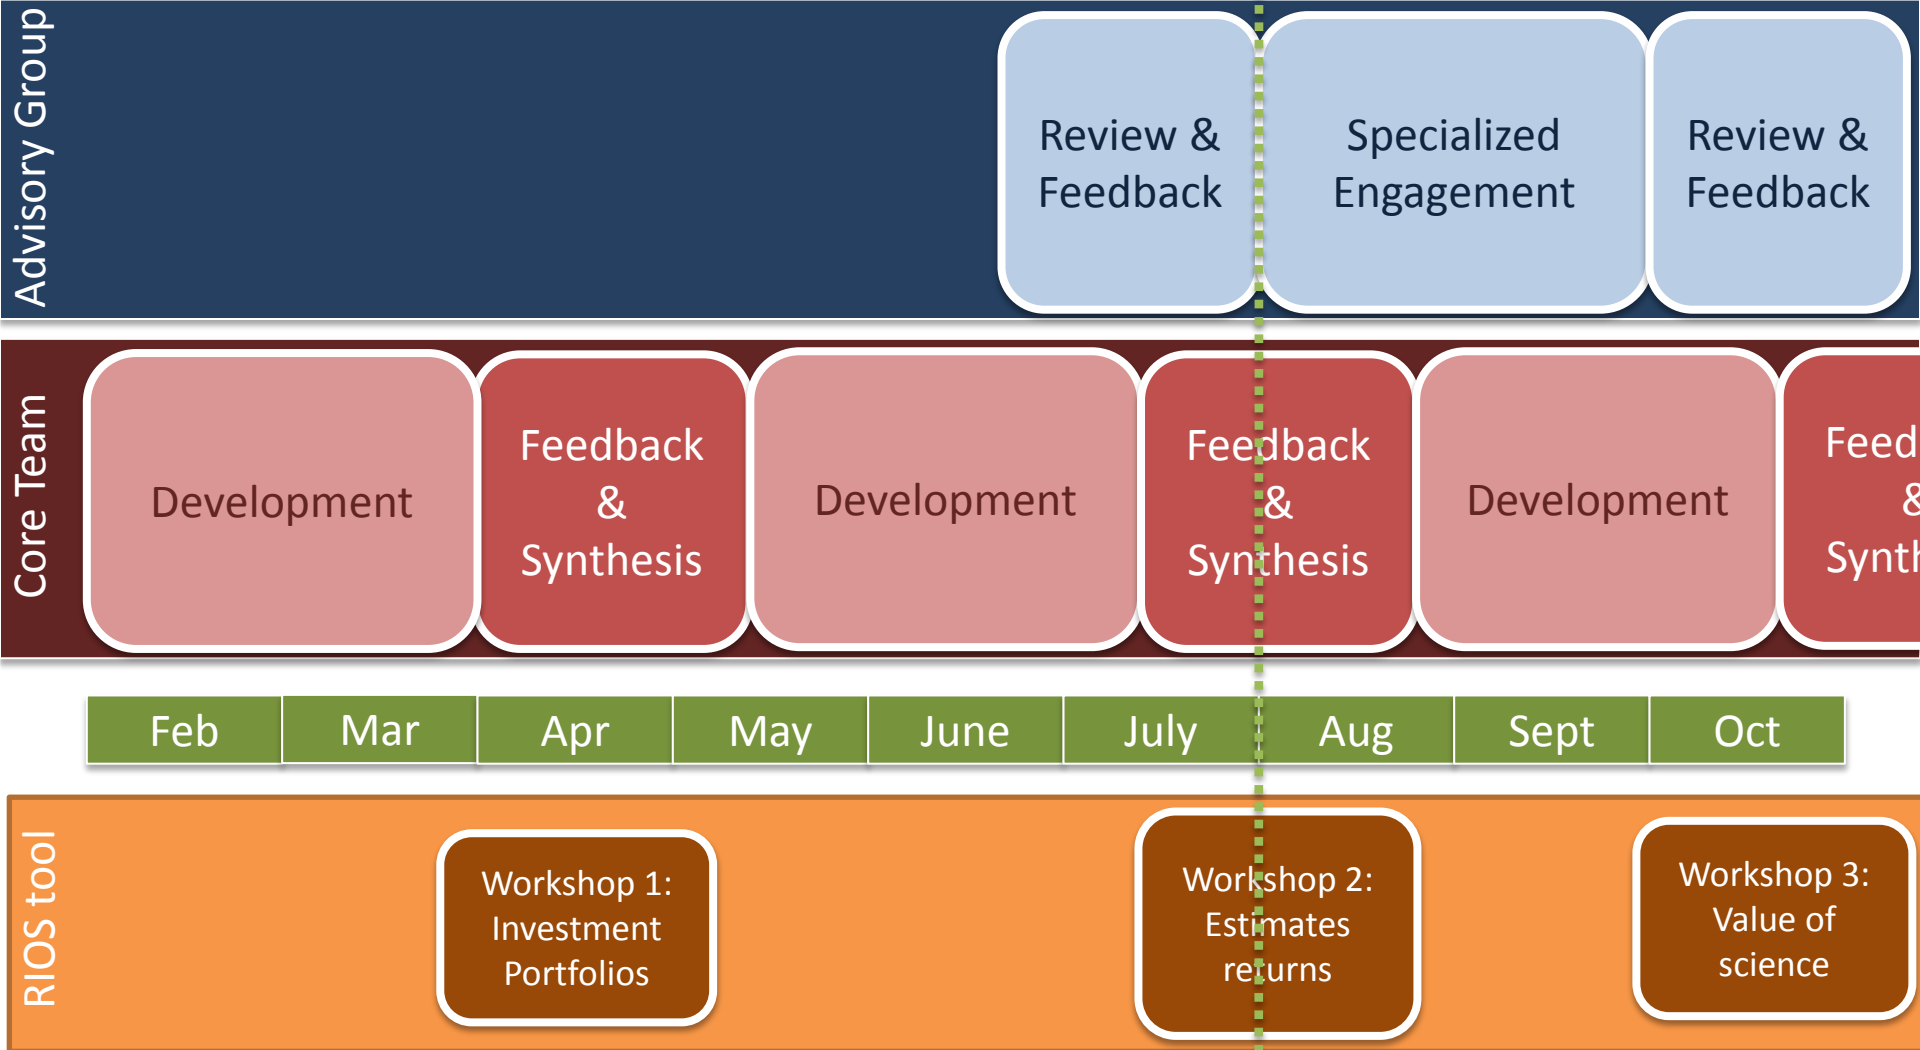 Advisory Group
Review &
Feedback
Specialized
Engagement
Review &
Feedback
Core Team
Development
Feedback
&
Synthesis
Development
Feedback
&
Synthesis
Development
Feed
&
Synth
Feb
Mar
Apr
May
June
July
Aug
Sept
Oct
RIOS tool
Workshop 1:
Investment
Portfolios
Workshop 2:
Estimates
returns
Workshop 3:
Value of
science